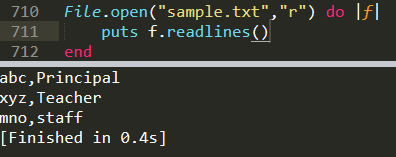 710 File.open("sample.txt","r") do |f|
711 puts f.readlines()
712 end
abc,Principal
xyz,Teacher
mno,staff
[Finished in 0.4s]